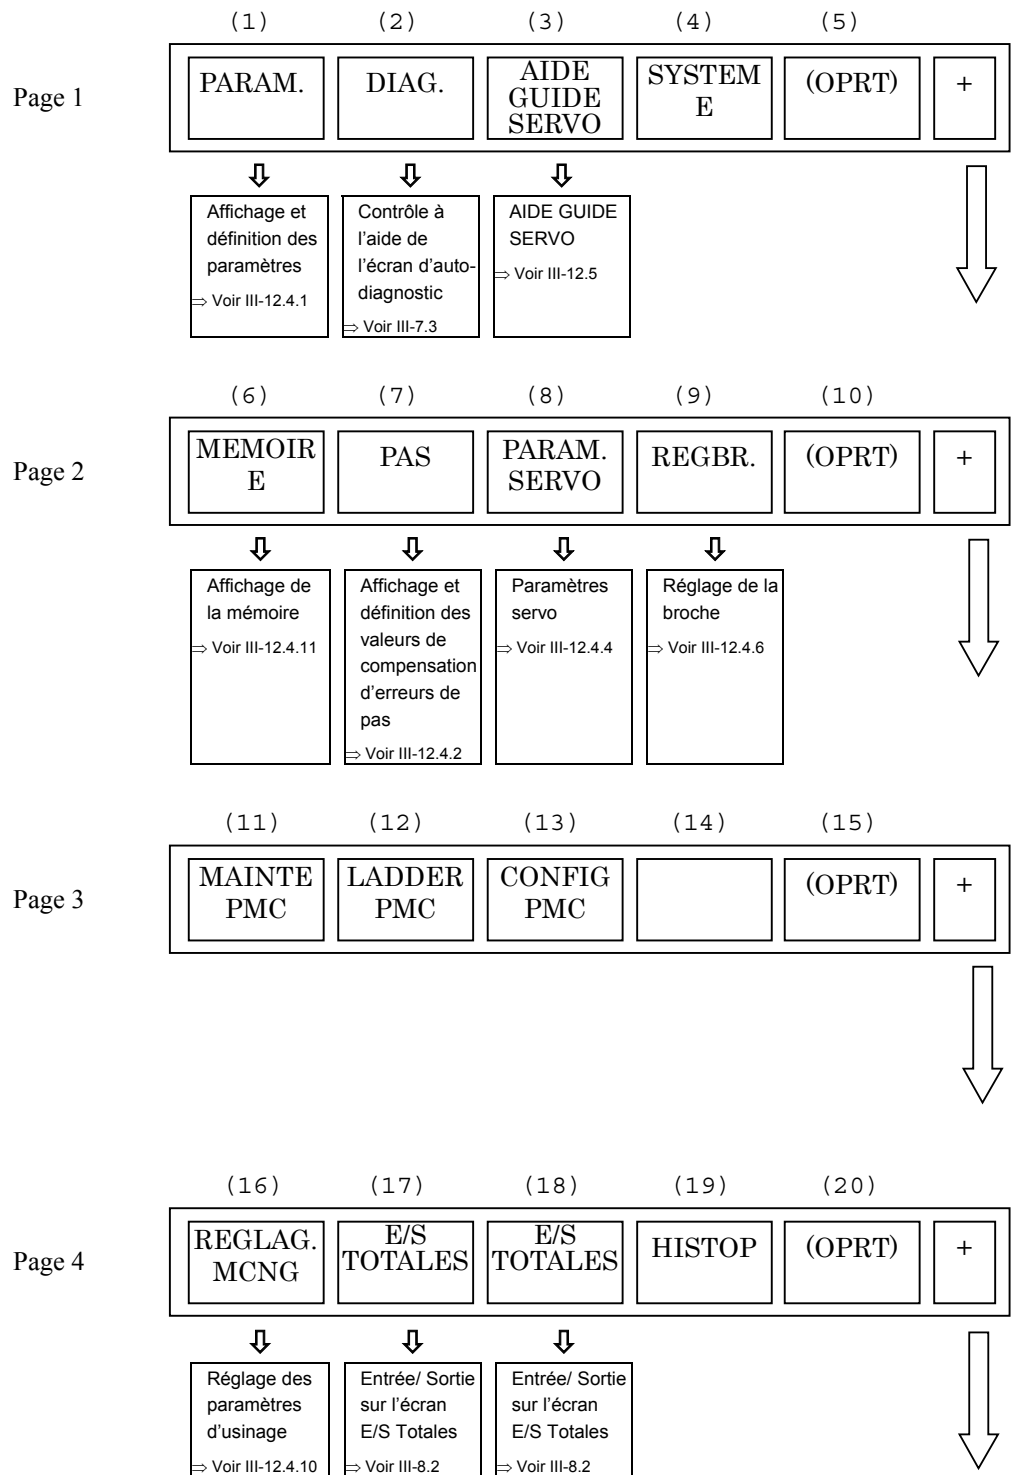 (1) (2) (3) (4) (5)
Page 1
PARAM.
DIAG.
AIDE
GUIDE
SERVO
SYSTEM
E
(OPRT)
+
Affichage et
définition des
paramètres
⇒ Voir III-12.4.1
Contrôle à
l’aide de
l’écran d’auto-
diagnostic
⇒ Voir III-7.3
AIDE GUIDE
SERVO
⇒ Voir III-12.5
(6) (7) (8) (9) (10)
Page 2
MEMOIR
E
PAS
PARAM.
SERVO
REGBR.
(OPRT)
+
Affichage de
la mémoire
⇒ Voir III-12.4.11
Affichage et
définition des
valeurs de
compensation
d’erreurs de
pas
⇒ Voir III-12.4.2
Paramètres
servo
⇒ Voir III-12.4.4
Réglage de la
broche
⇒ Voir III-12.4.6
(11) (12) (13) (14) (15)
Page 3
MAINTE
PMC
LADDER
PMC
CONFIG
PMC
(OPRT)
+
(16) (17) (18) (19) (20)
Page 4
REGLAG.
MCNG
E/S
TOTALES
E/S
TOTALES
HISTOP
(OPRT)
+
Réglage des
paramètres
d’usinage
⇒ Voir III-12.4.10
Entrée/ Sortie
sur l’écran
E/S Totales
⇒ Voir III-8.2
Entrée/ Sortie
sur l’écran
E/S Totales
⇒ Voir III-8.2